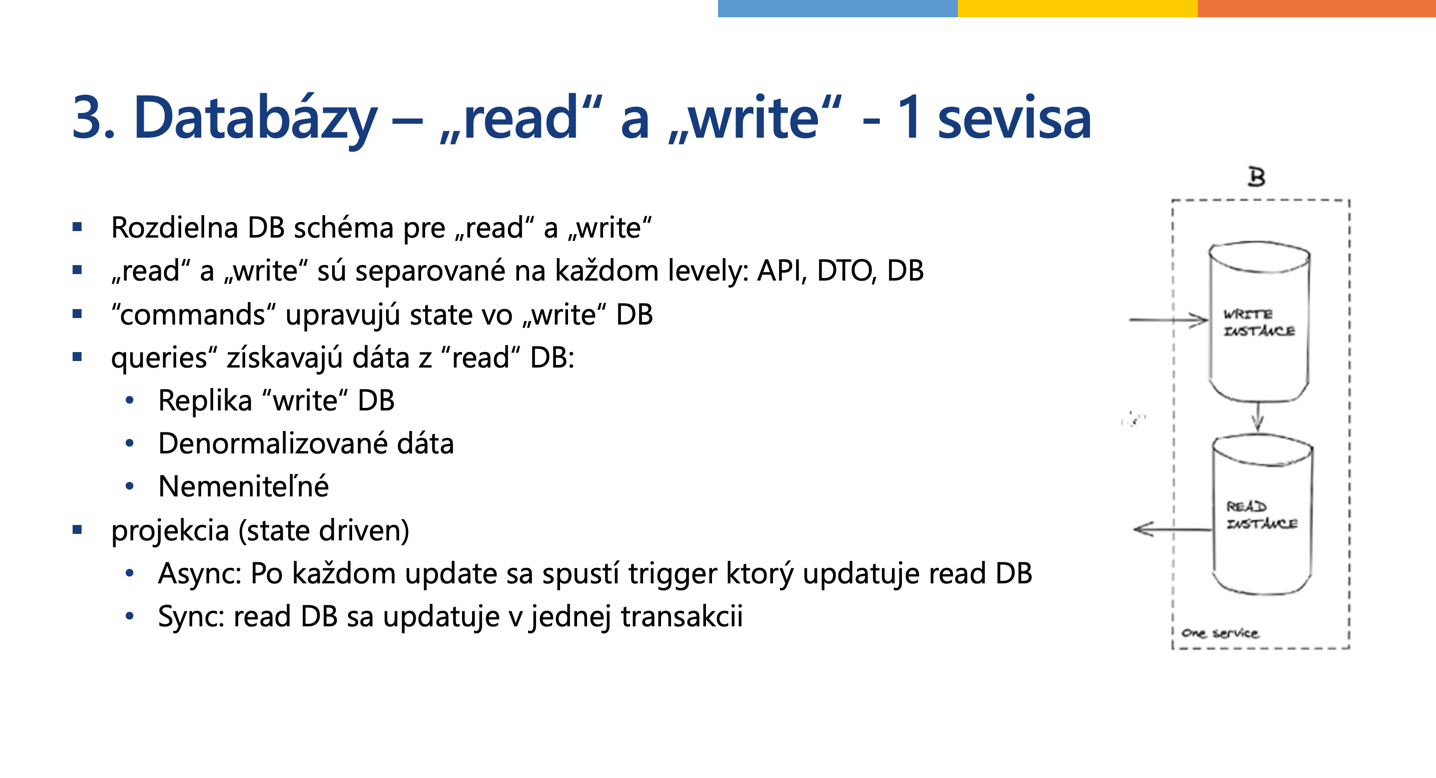 3. Databázy – „read“ a „write“ - 1 sevisa
Rozdielna DB schéma pre „read“ a „write“
„read“ a „write“ sú separované na každom levely: API, DTO, DB
“commands“ upravujú state vo „write“ DB
queries“ získavajú dáta z “read“ DB:
Replika “write“ DB
Denormalizované dáta
Nemeniteľné
projekcia (state driven)
Async: Po každom update sa spustí trigger ktorý updatuje read DB
Sync: read DB sa updatuje v jednej transakcii
B
WRITE
INSTANCE
READ
INSTANCE
One service